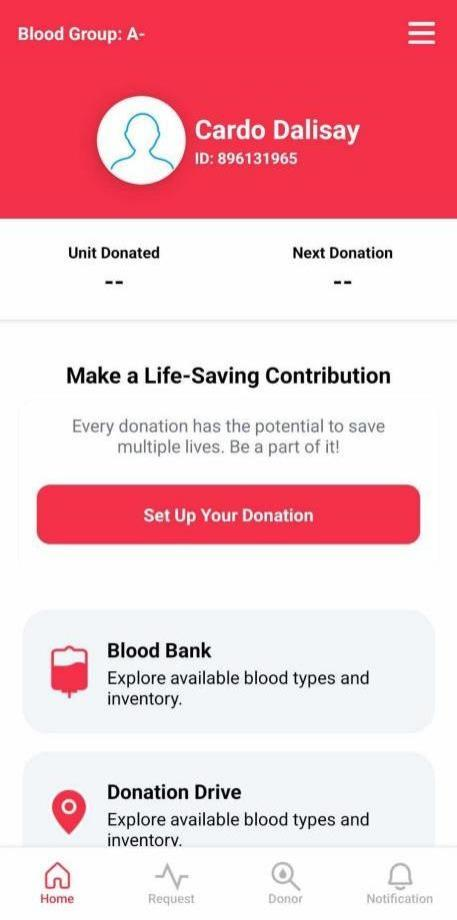 Blood Group: A-
Cardo Dalisay
ID: 896131965
Unit Donated
--
Next Donation
--
Make a Life-Saving Contribution
Every donation has the potential to save
multiple lives. Be a part of it!
Set Up Your Donation
Blood Bank
Explore available blood types and
inventory.
Donation Drive
Explore available blood types and
inventory.
Home
Request
Donor
Notification